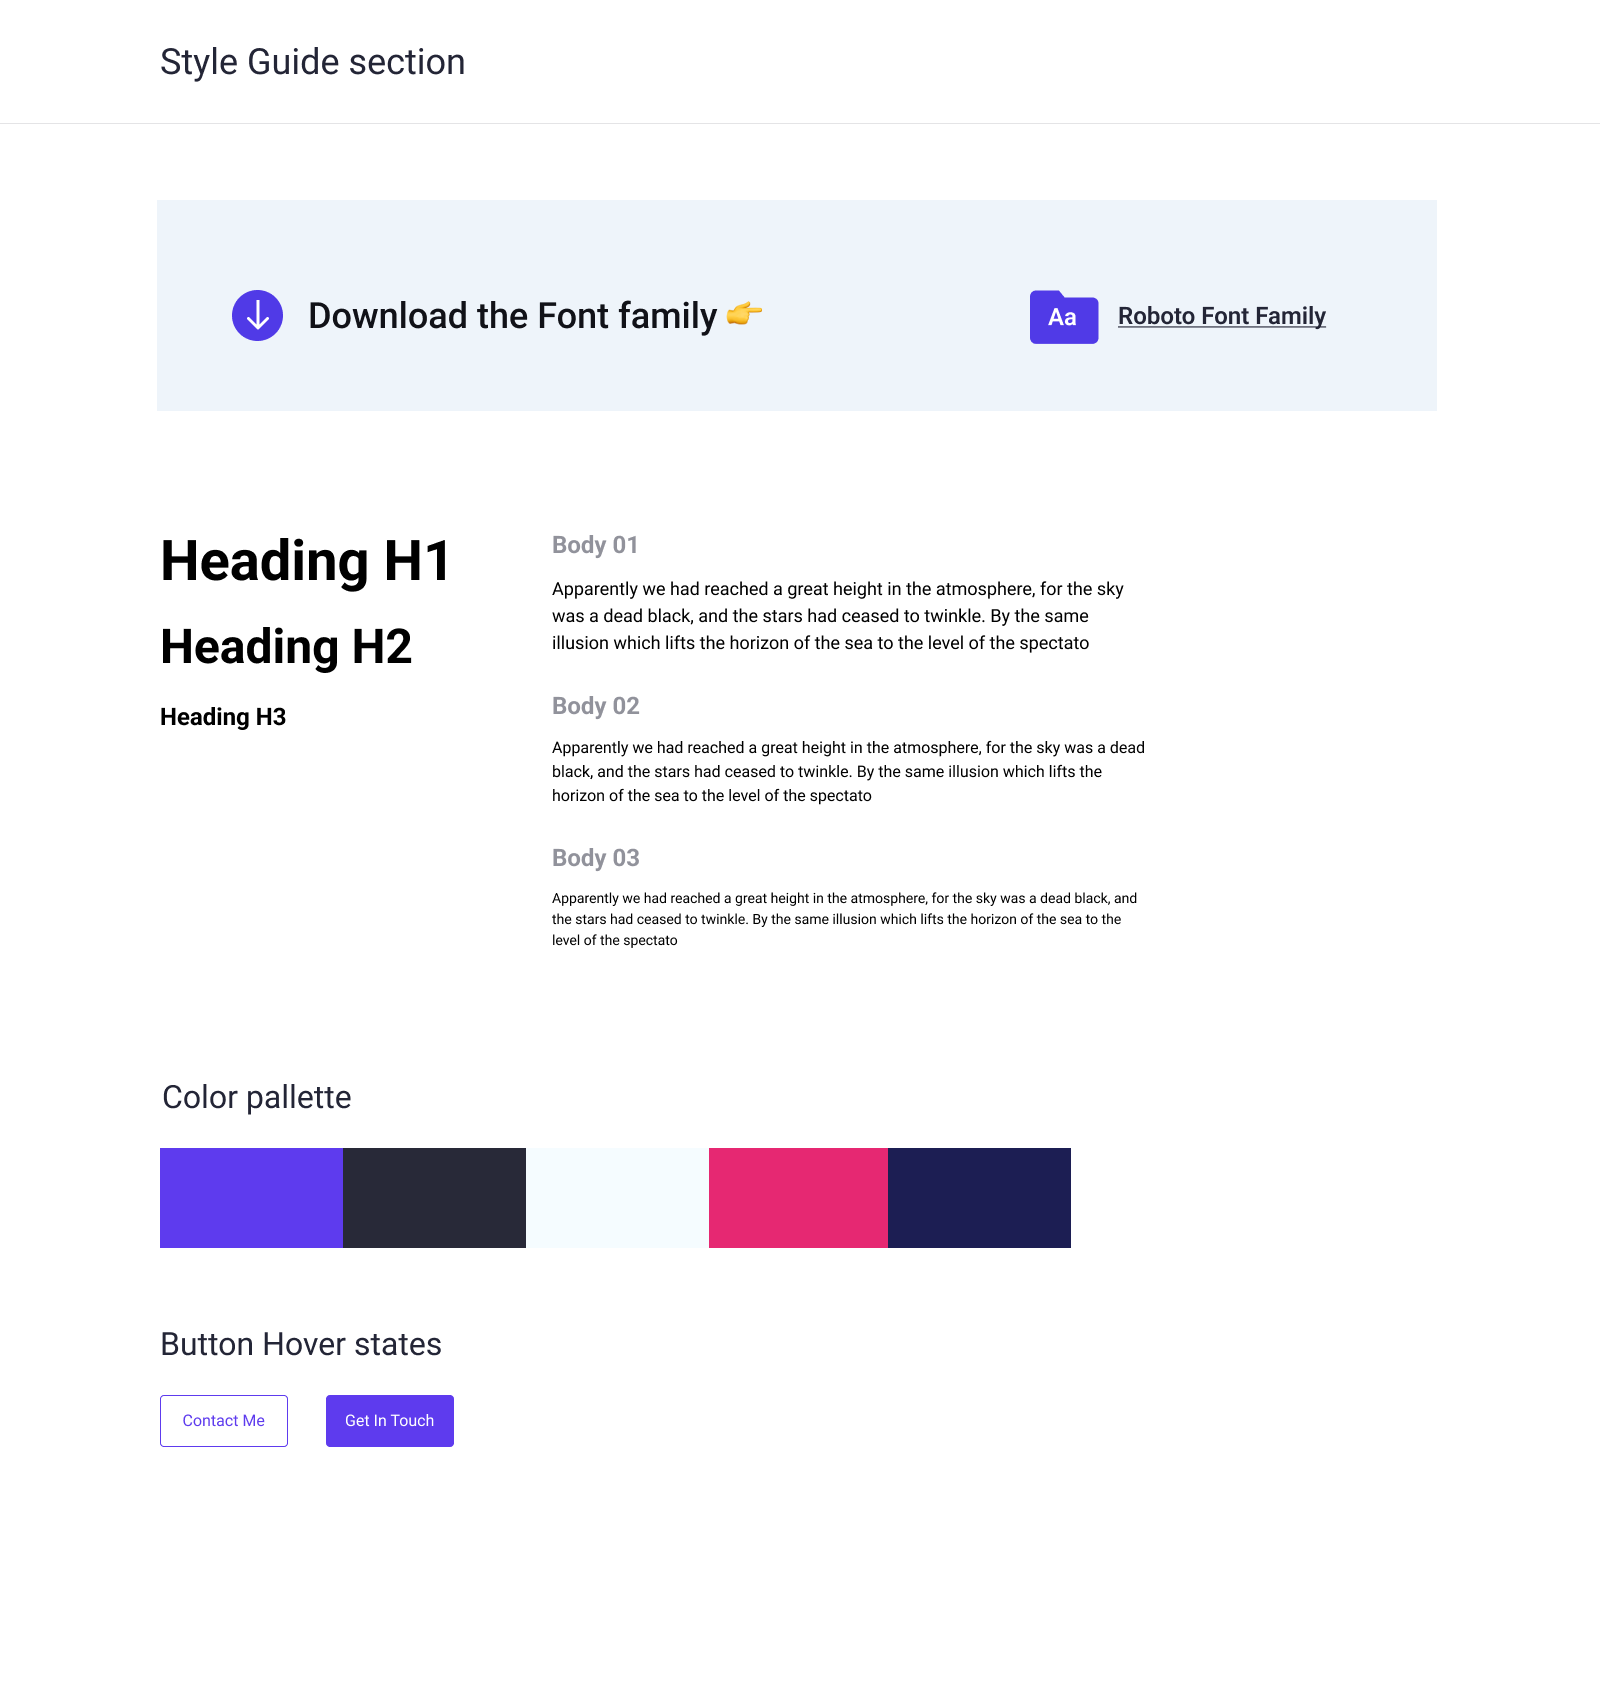 Style Guide section
Download the Font family 👉
Aa
Roboto Font Family
Heading H1
Heading H2
Heading H3
Body 01
Apparently we had reached a great height in the atmosphere, for the sky
was a dead black, and the stars had ceased to twinkle. By the same
illusion which lifts the horizon of the sea to the level of the spectato
Body 02
Apparently we had reached a great height in the atmosphere, for the sky was a dead
black, and the stars had ceased to twinkle. By the same illusion which lifts the
horizon of the sea to the level of the spectato
Body 03
Apparently we had reached a great height in the atmosphere, for the sky was a dead black, and
the stars had ceased to twinkle. By the same illusion which lifts the horizon of the sea to the
level of the spectato
Color pallette
Button Hover states
Contact Me
Get In Touch